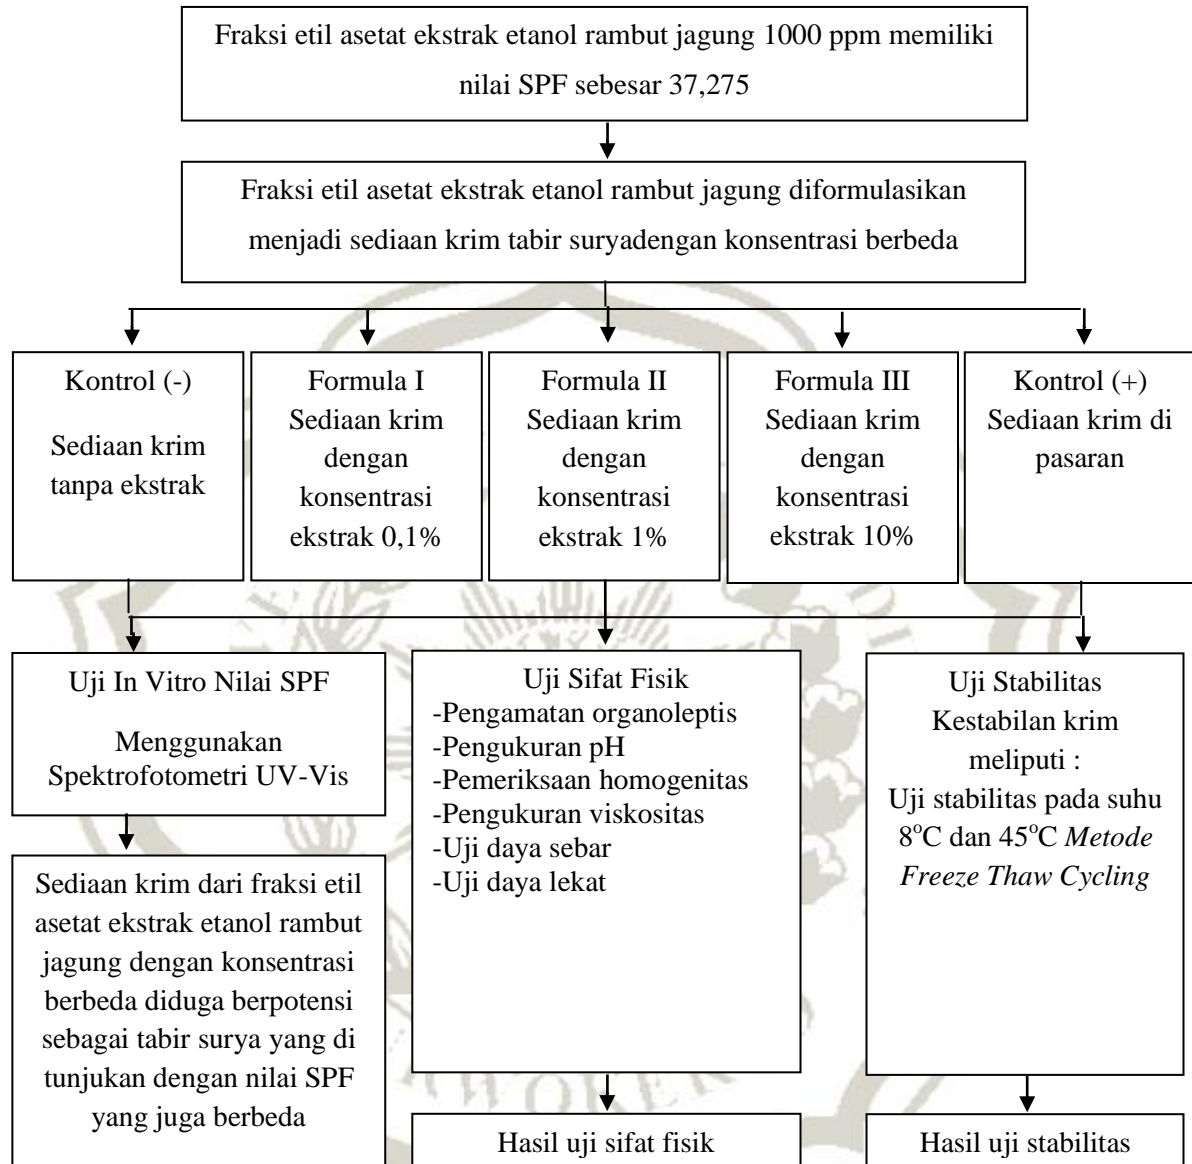 Fraksi etil asetat ekstrak etanol rambut jagung 1000 ppm memiliki
nilai SPF sebesar 37,275
Fraksi etil asetat ekstrak etanol rambut jagung diformulasikan
menjadi sediaan krim tabir suryadengan konsentrasi berbeda
Kontrol (-)
Sediaan krim
tanpa ekstrak
Formula I
Sediaan krim
dengan
konsentrasi
ekstrak 0,1%
Formula II
Sediaan krim
dengan
konsentrasi
ekstrak 1%
Formula III
Sediaan krim
dengan
konsentrasi
ekstrak 10%
Kontrol (+)
Sediaan krim di
pasaran
Uji In Vitro Nilai SPF
Menggunakan
Spektrofotometri UV-Vis
Uji Sifat Fisik
-Pengamatan organoleptis
-Pengukuran pH
-Pemeriksaan homogenitas
-Pengukuran viskositas
-Uji daya sebar
-Uji daya lekat
Uji Stabilitas
Kestabilan krim
meliputi :
Uji stabilitas pada suhu
8°C dan 45°C Metode
Freeze Thaw Cycling
Sediaan krim dari fraksi etil
asetat ekstrak etanol rambut
jagung dengan konsentrasi
berbeda diduga berpotensi
sebagai tabir surya yang di
tunjukan dengan nilai SPF
yang juga berbeda
Hasil uji sifat fisik
Hasil uji stabilitas